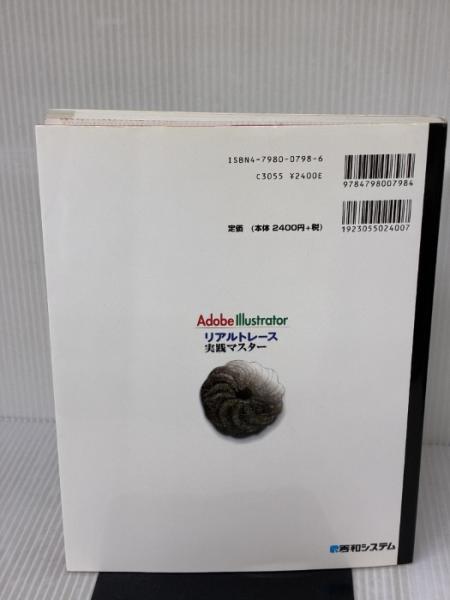 ISBN4-7980-0798-6
C3055 ¥2400E
9784798007984
定価 (本体 2400円+税)
1923055024007
Adobe Illustrator
リアルトレース
実践マスター
秀和システム